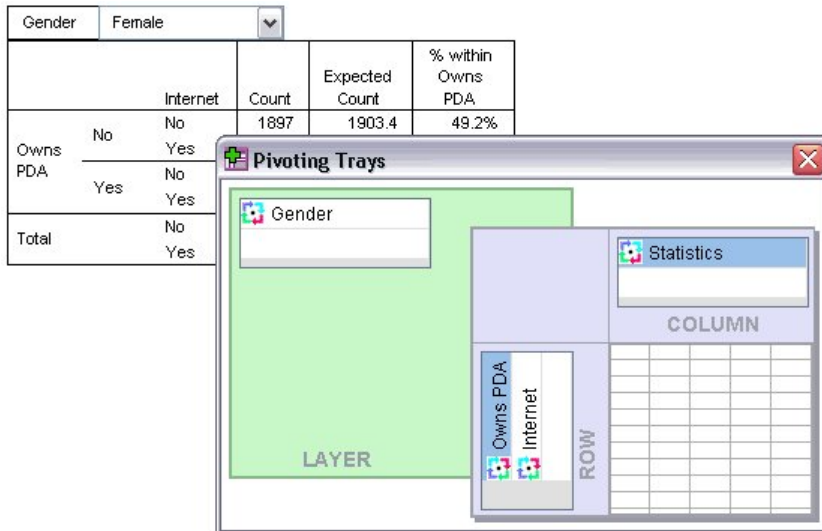 Gender Female
% within
Expected Owns
Internet Count Count PDA
Owns PDA No No 1897 1903.4 49.2%
Yes
Yes No
Yes
Total No
Yes
Pivoting Trays
Gender
Statistics
COLUMN
Owns PDA
Internet
ROW
LAYER